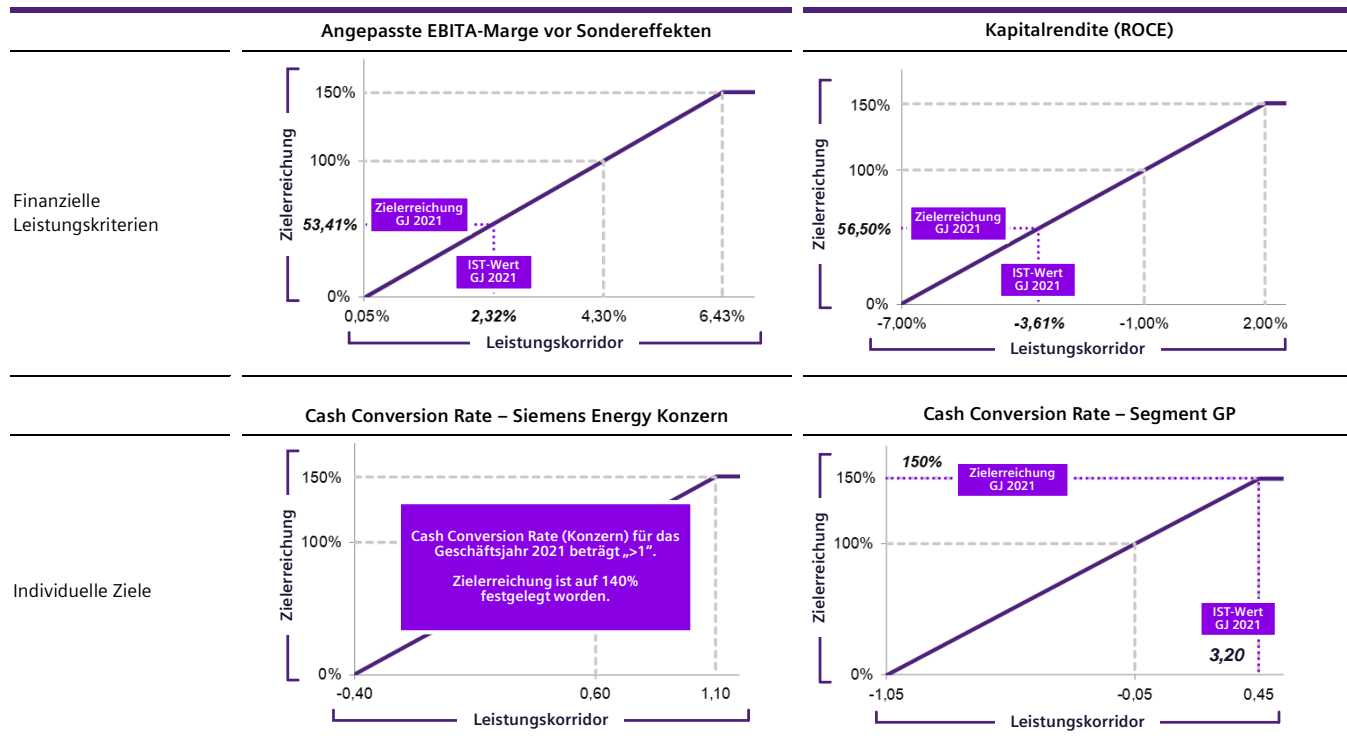 Angepasste EBITA-Marge vor Sondereffekten
Kapitalrendite (ROCE)
Finanzielle
Leistungskriterien
Zielerreichung
150%
100%
53,41%
0%
Zielerreichung
GJ 2021
IST-Wert
GJ 2021
0,05%
2,32%
4,30%
6,43%
Leistungskorridor
Zielerreichung
150%
100%
56,50%
0%
Zielerreichung
GJ 2021
IST-Wert
GJ 2021
-7,00%
-3,61%
-1,00%
2,00%
Leistungskorridor
Cash Conversion Rate – Siemens Energy Konzern
Cash Conversion Rate – Segment GP
Individuelle Ziele
Zielerreichung
150%
100%
0%
Cash Conversion Rate (Konzern) für das
Geschäftsjahr 2021 beträgt „>1“.
Zielerreichung ist auf 140%
festgelegt worden.
-0,40
0,60
1,10
Leistungskorridor
Zielerreichung
150%
150%
100%
0%
Zielerreichung
GJ 2021
IST-Wert
GJ 2021
3,20
-1,05
-0,05
0,45
Leistungskorridor